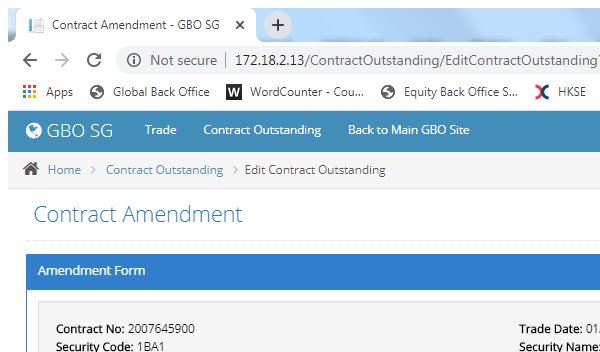 Contract Amendment - GBO SG
Not secure 172.18.2.13/ContractOutstanding/EditContractOutstanding?
Apps Global Back Office WordCounter - Cou... Equity Back Office S... HKSE
GBO SG Trade Contract Outstanding Back to Main GBO Site
Home Contract Outstanding Edit Contract Outstanding
Contract Amendment
Amendment Form
Contract No: 2007645900 Trade Date: 01
Security Code: 1BA1 Security Name: